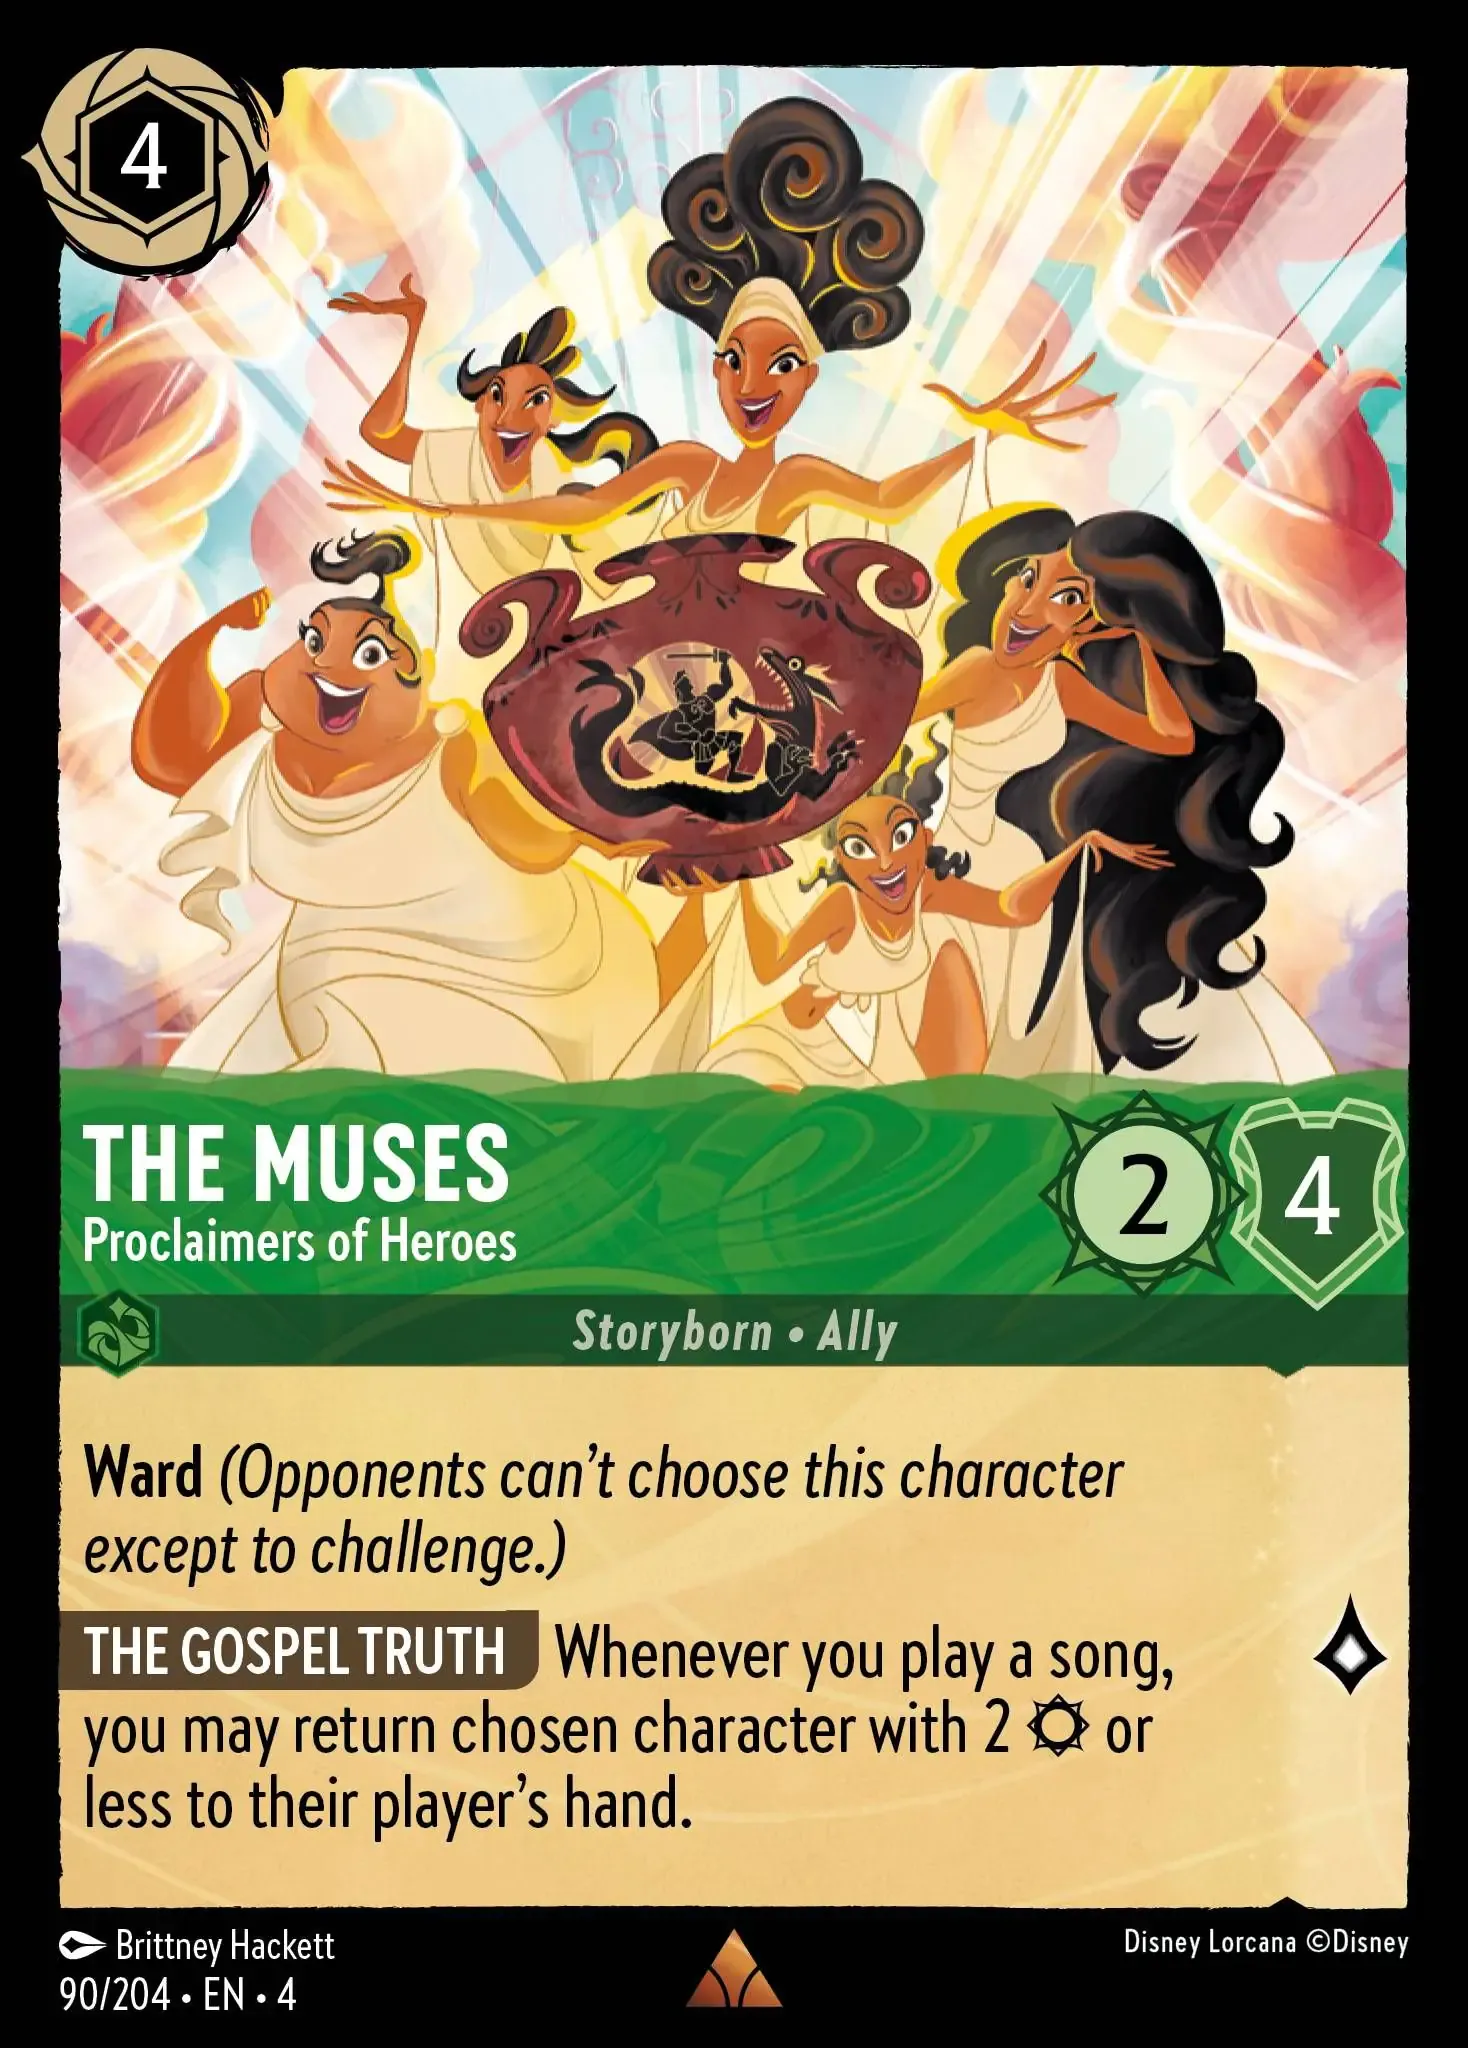 4
THE MUSES
Proclaimers of Heroes
2
4
Storyborn • Ally
Ward (Opponents can't choose this character
except to challenge.)
THE GOSPEL TRUTH Whenever you play a song,
you may return chosen character with 2 or
less to their player's hand.
Brittney Hackett
90/204 • EN • 4
Disney Lorcana ©Disney